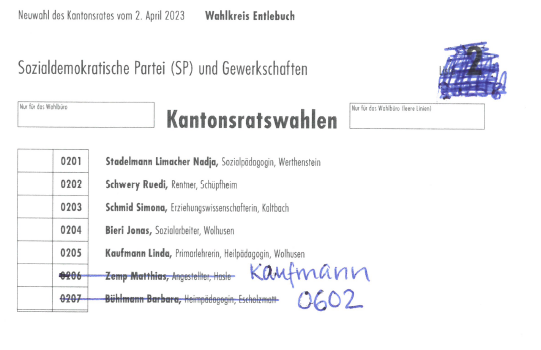 Neuwahl des Kantonsrates vom 2. April 2023 Wahlkreis Entlebuch
Sozialdemokratische Partei (SP) und Gewerkschaften 2
Nur für das Wahlbüro Kantonsratswahlen Nur für das Wahlbüro (leere Linien)
0201 Stadelmann Limacher Nadja, Sozialpädagogin, Werthenstein
0202 Schwery Ruedi, Rentner, Schüpfheim
0203 Schmid Simona, Erziehungswissenschafterin, Kaltbach
0204 Bieri Jonas, Sozialarbeiter, Wolhusen
0205 Kaufmann Linda, Primarlehrerin, Heilpädagogin, Wolhusen
0206 Zemp Matthias, Angestellter, Hasle Kaufmann
0207 Bühlmann Barbara, Heimpädagogin, Escholzmatt 0602